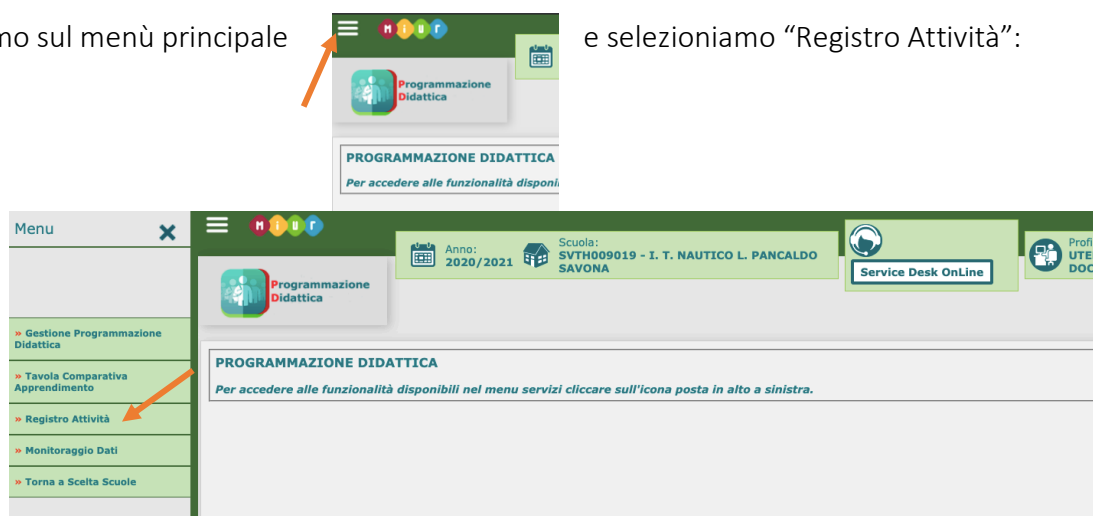 sul menù principale
e selezioniamo “Registro Attività”:
MIUr
Programmazione
Didattica
PROGRAMMAZIONE DIDATTICA
Per accedere alle funzionalità
Menu
MIUr
Anno:
2020/2021
Scuola:
SVTH009019 - I. T. NAUTICO L. PANCALDO
SAVONA
Service Desk OnLine
Programmazione
Didattica
» Gestione Programmazione
Didattica
» Tavola Comparativa
Apprendimento
» Registro Attività
» Monitoraggio Dati
» Torna a Scelta Scuole
PROGRAMMAZIONE DIDATTICA
Per accedere alle funzionalità disponibili nel menu servizi cliccare sull'icona posta in alto a sinistra.